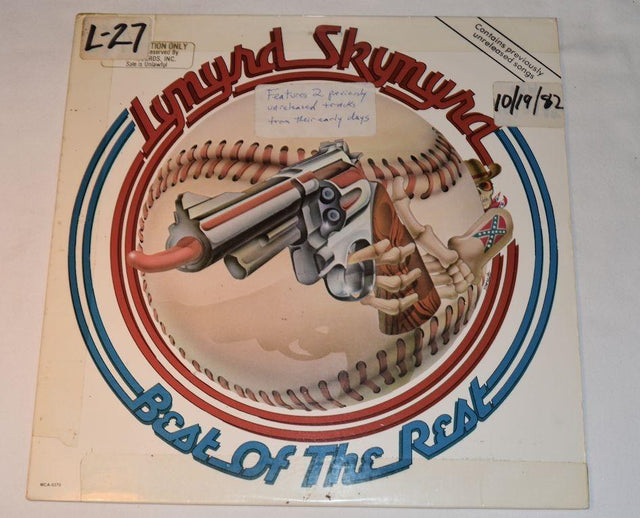 L-27
TION ONLY
eserved By
RDS, INC.
Sale is Unlawful
Lynyrd Skynyrd
Contains previously
unreleased songs
10/19/82
Features 2 previously
unreleased tracks
from their early days
Best Of The Rest